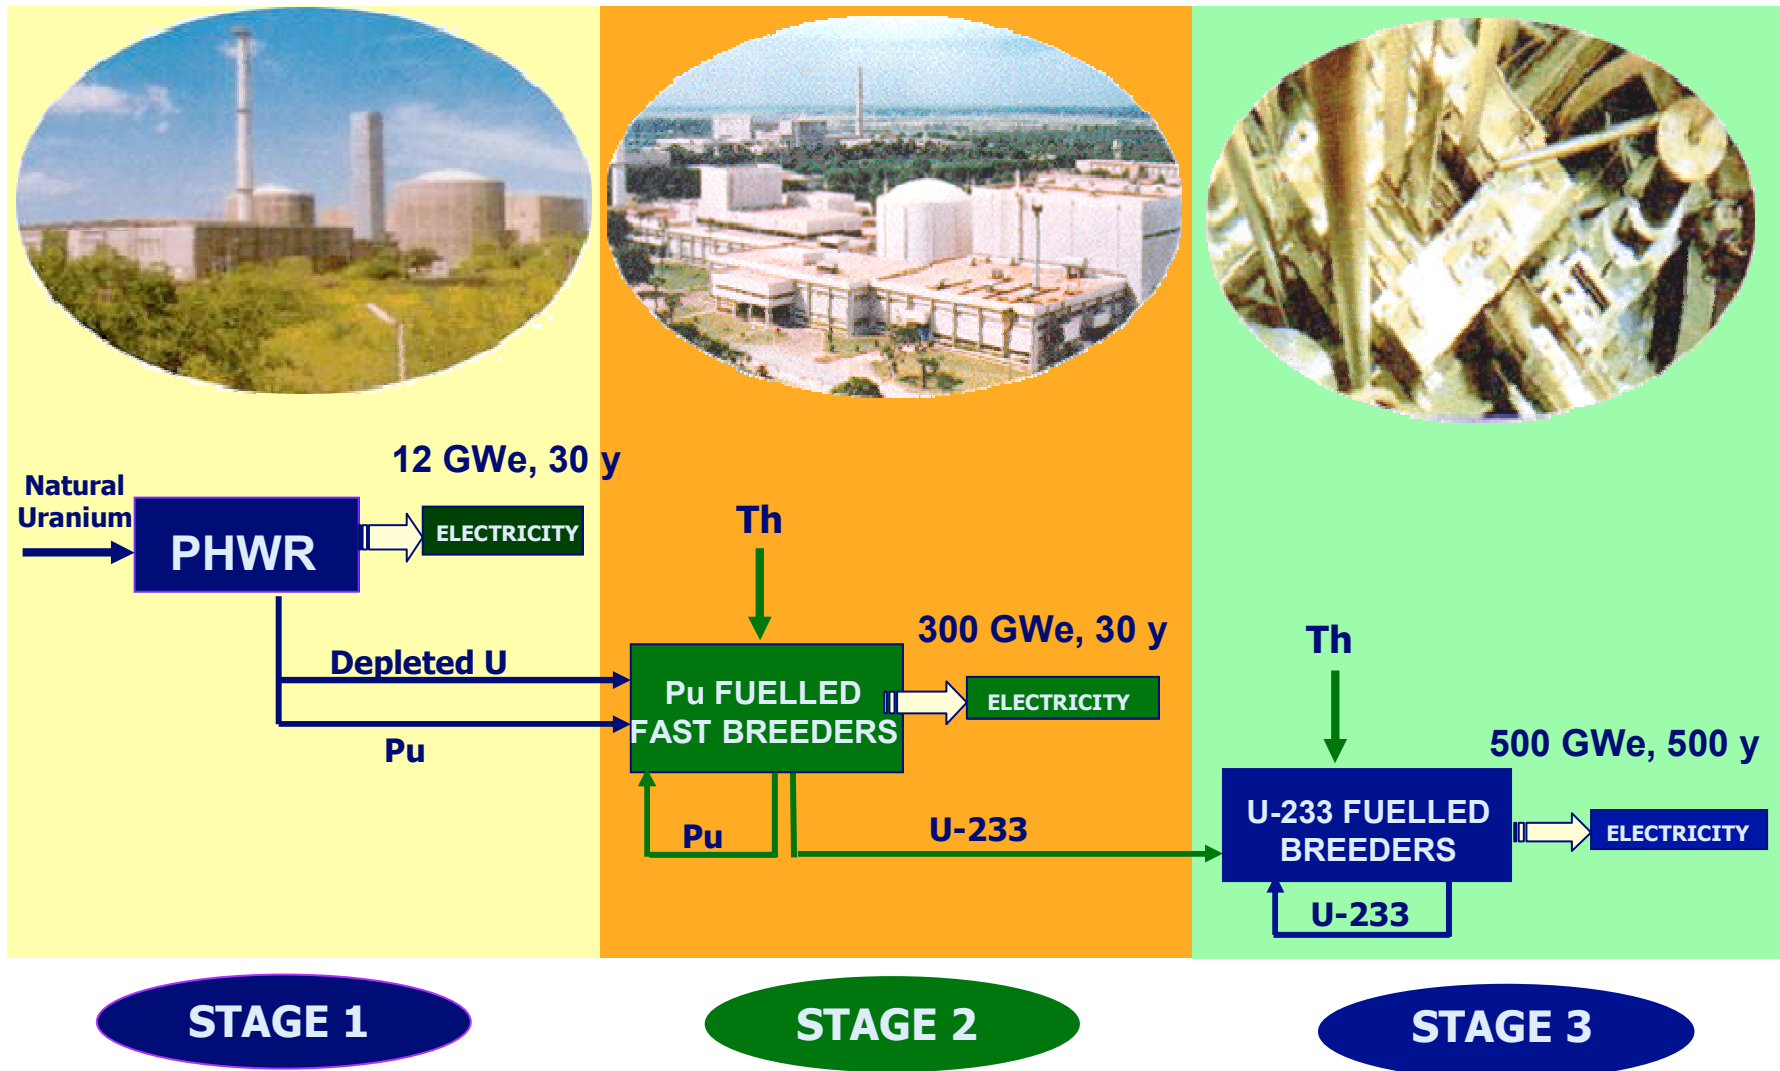 12 GWe, 30 y
Natural
Uranium
PHWR
ELECTRICITY
Depleted U
Pu
Th
300 GWe, 30 y
Pu FUELLED
FAST BREEDERS
ELECTRICITY
Pu
U-233
Th
500 GWe, 500 y
U-233 FUELLED
BREEDERS
ELECTRICITY
U-233
STAGE 1
STAGE 2
STAGE 3